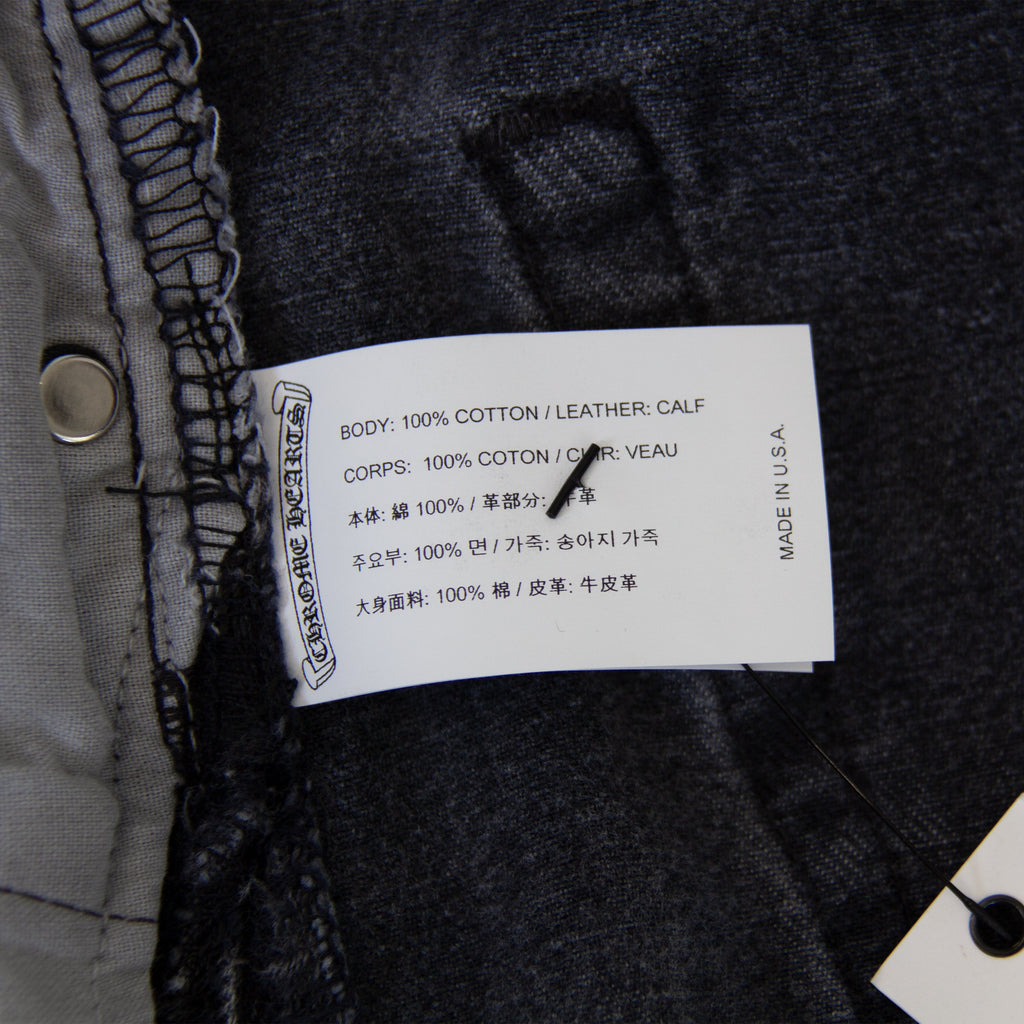 CHROME HEARTS
BODY: 100% COTTON / LEATHER: CALF
CORPS: 100% COTON / CUIR: VEAU
本体: 綿 100% / 革部分: 牛革
주요부: 100% 면 / 가죽: 송아지 가죽
大身面料: 100% 棉 / 皮革: 牛皮革
MADE IN U.S.A.